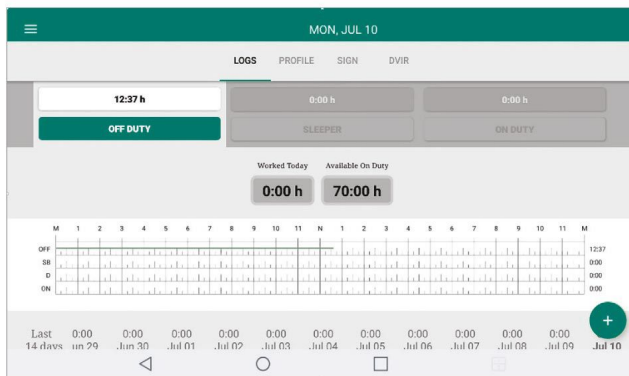 MON, JUL 10
LOGS PROFILE SIGN DVIR
12:37 h 0:00 h 0:00 h
OFF DUTY SLEEPER ON DUTY
Worked Today Available On Duty
0:00 h 70:00 h
M 1 2 3 4 5 6 7 8 9 10 11 N 1 2 3 4 5 6 7 8 9 10 11 M
OFF 12:37
SB 0:00
D 0:00
ON 0:00
+
Last 0:00 0:00 0:00 0:00 0:00 0:00 0:00 0:00 0:00 0:00 0:00
14 days un 29 Jun 30 Jul 01 Jul 02 Jul 03 Jul 04 Jul 05 Jul 06 Jul 07 Jul 08 Jul 09 Jul 10